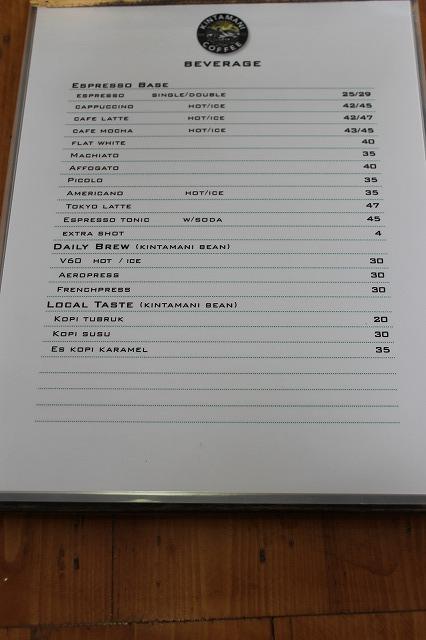 KINTAMANI COFFEE
BEVERAGE
ESPRESSO BASE
ESPRESSO SINGLE/DOUBLE 25/29
CAPPUCCINO HOT/ICE 42/45
CAFE LATTE HOT/ICE 42/47
CAFE MOCHA HOT/ICE 43/45
FLAT WHITE 40
MACHIATO 35
AFFOGATO 40
PICOLO 35
AMERICANO HOT/ICE 35
TOKYO LATTE 47
ESPRESSO TONIC W/SODA 45
EXTRA SHOT 4
DAILY BREW (KINTAMANI BEAN)
V60 HOT / ICE 30
AEROPRESS 30
FRENCHPRESS 30
LOCAL TASTE (KINTAMANI BEAN)
KOPI TUBRUK 20
KOPI SUSU 30
ES KOPI KARAMEL 35